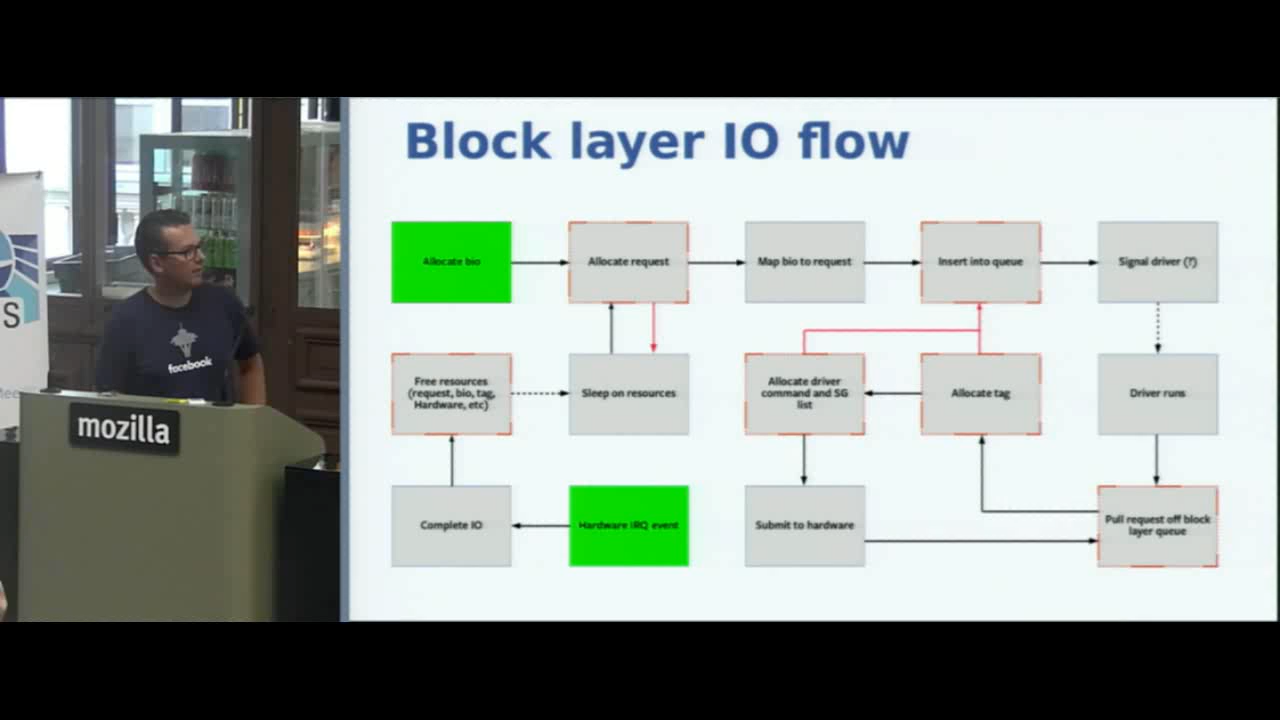 Block layer IO flow
Allocate bio
Allocate request
Map bio to request
Insert into queue
Signal driver (?)
Free resources
(request, bio, tag,
Hardware, etc)
Sleep on resources
Allocate driver
command and SG
list
Allocate tag
Driver runs
Complete IO
Hardware IRQ event
Submit to hardware
Pull request off block
layer queue
facebook
mozilla
S